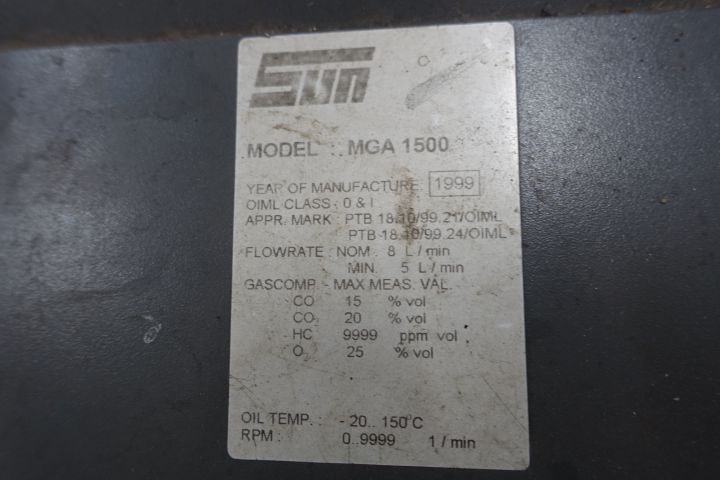 Sun
MODEL : MGA 1500
YEAR OF MANUFACTURE: 1999
OIML CLASS : 0 & I
APPR. MARK : PTB 18.10/99.21/OIML
PTB 18.10/99.24/OIML
FLOWRATE : NOM : 8 L / min
MIN. 5 L / min
GASCOMP. - MAX MEAS. VAL.
CO 15 % vol
CO₂ 20 % vol
HC 9999 ppm vol
O₂ 25 % vol
OIL TEMP. : - 20.. 150°C
RPM : 0..9999 1 / min